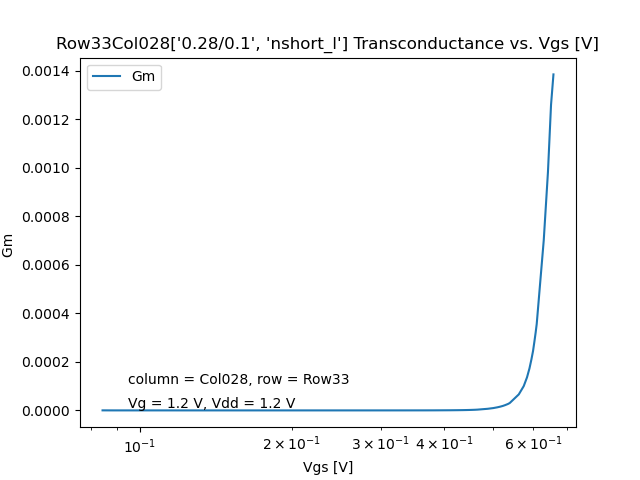 Row33Col028['0.28/0.1', 'nshort_l'] Transconductance vs. Vgs [V]
Gm
0.0014
0.0012
0.0010
0.0008
0.0006
0.0004
0.0002
0.0000
Gm
column = Col028, row = Row33
Vg = 1.2 V, Vdd = 1.2 V
10⁻¹
2 × 10⁻¹
3 × 10⁻¹
4 × 10⁻¹
6 × 10⁻¹
Vgs [V]